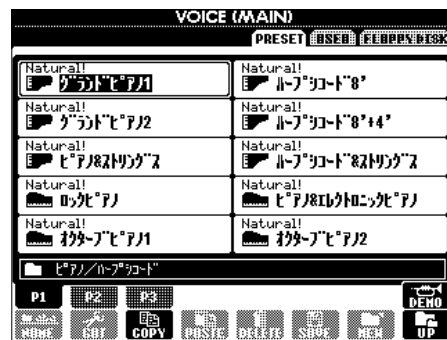 VOICE (MAIN)
PRESET USER FLOPPY DISK
Natural!
グランドピアノ1
Natural!
ハープシコード8'
Natural!
グランドピアノ2
Natural!
ハープシコード8'+4'
Natural!
ピアノ&ストリングス
Natural!
ハープシコード&ストリングス
Natural!
ロックピアノ
Natural!
ピアノ&エレクトロニックピアノ
Natural!
オクターブピアノ1
Natural!
オクターブピアノ2
ピアノ/ハープシコード
P1 P2 P3
DEMO
NAME CUT COPY PASTE DELETE SAVE NEW UP